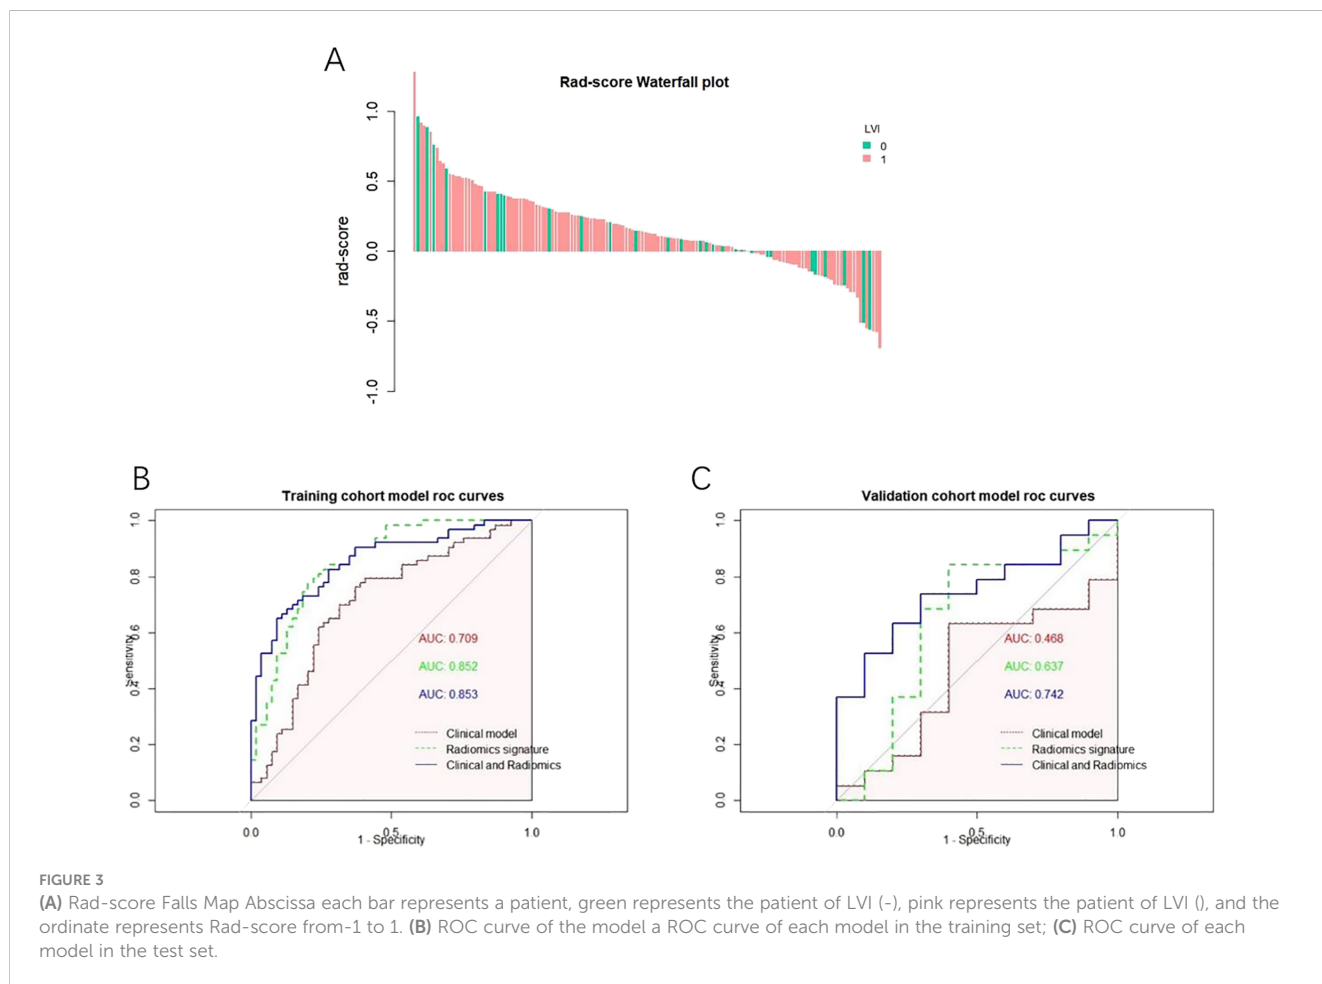 A
Rad-score Waterfall plot
rad-score
1.0
0.5
0.0
-0.5
-1.0
LVI
0
1
B
Training cohort model roc curves
Sensitivity
1.0
0.8
0.6
0.4
0.2
0.0
AUC: 0.709
AUC: 0.852
AUC: 0.853
Clinical model
Radiomics signature
Clinical and Radiomics
0.0
0.5
1.0
1 - Specificity
C
Validation cohort model roc curves
Sensitivity
1.0
0.8
0.6
0.4
0.2
0.0
AUC: 0.468
AUC: 0.637
AUC: 0.742
Clinical model
Radiomics signature
Clinical and Radiomics
0.0
0.5
1.0
1 - Specificity
FIGURE 3
(A) Rad-score Falls Map Abscissa each bar represents a patient, green represents the patient of LVI (-), pink represents the patient of LVI (), and the
ordinate represents Rad-score from-1 to 1. (B) ROC curve of the model a ROC curve of each model in the training set; (C) ROC curve of each
model in the test set.